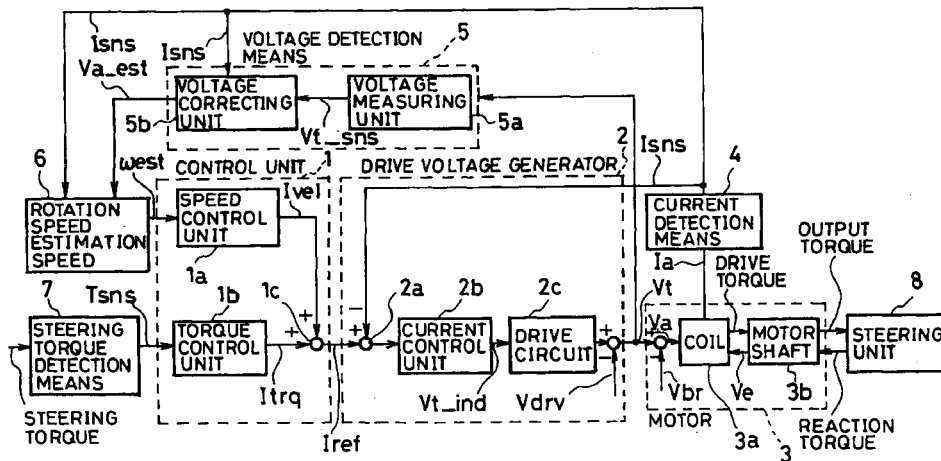 Isns
Isns
VOLTAGE DETECTION
MEANS
5
Va_est
VOLTAGE
CORRECTING
UNIT
5b
VOLTAGE
MEASURING
UNIT
5a
Vt_sns
6
ωest
CONTROL UNIT
1
DRIVE VOLTAGE GENERATOR
2
Isns
4
Ivel
ROTATION
SPEED
ESTIMATION
SPEED
SPEED
CONTROL
UNIT
1a
CURRENT
DETECTION
MEANS
OUTPUT
TORQUE
Ia
DRIVE
TORQUE
Vt
7
Tsns
1b
1c
2a
2b
2c
8
STEERING
TORQUE
DETECTION
MEANS
TORQUE
CONTROL
UNIT
+
+
+
−
CURRENT
CONTROL
UNIT
DRIVE
CIRCUIT
+
−
+
Va
−
COIL
MOTOR
SHAFT
3b
STEERING
UNIT
STEERING
TORQUE
Itrq
Iref
Vt_ind
Vdrv
Vbr
Ve
MOTOR
3a
3
REACTION
TORQUE